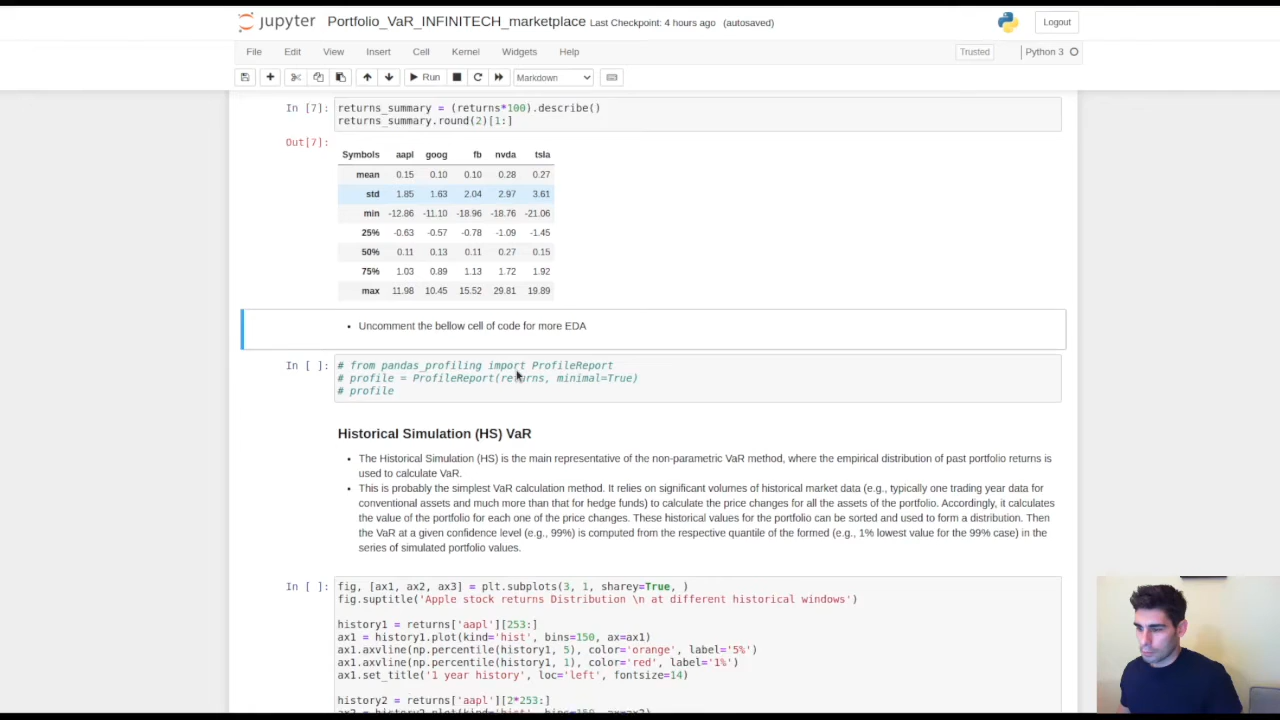 jupyter Portfolio_VaR_INFINITECH_marketplace Last Checkpoint: 4 hours ago (autosaved) Logout
File Edit View Insert Cell Kernel Widgets Help Trusted Python 3
Run Markdown
In [7]: returns_summary = (returns*100).describe()
returns_summary.round(2)[1:]
Out[7]:
Symbols aapl goog fb nvda tsla
mean 0.15 0.10 0.10 0.28 0.27
std 1.85 1.63 2.04 2.97 3.61
min -12.86 -11.10 -18.96 -18.76 -21.06
25% -0.63 -0.57 -0.78 -1.09 -1.45
50% 0.11 0.13 0.11 0.27 0.15
75% 1.03 0.89 1.13 1.72 1.92
max 11.98 10.45 15.52 29.81 19.89
• Uncomment the bellow cell of code for more EDA
In [ ]: # from pandas_profiling import ProfileReport
# profile = ProfileReport(returns, minimal=True)
# profile
Historical Simulation (HS) VaR
• The Historical Simulation (HS) is the main representative of the non-parametric VaR method, where the empirical distribution of past portfolio returns is
used to calculate VaR.
• This is probably the simplest VaR calculation method. It relies on significant volumes of historical market data (e.g., typically one trading year data for
conventional assets and much more than that for hedge funds) to calculate the price changes for all the assets of the portfolio. Accordingly, it calculates
the value of the portfolio for each one of the price changes. These historical values for the portfolio can be sorted and used to form a distribution. Then
the VaR at a given confidence level (e.g., 99%) is computed from the respective quantile of the formed (e.g., 1% lowest value for the 99% case) in the
series of simulated portfolio values.
In [ ]: fig, [ax1, ax2, ax3] = plt.subplots(3, 1, sharey=True, )
fig.suptitle('Apple stock returns Distribution \n at different historical windows')
history1 = returns['aapl'][253:]
ax1 = history1.plot(kind='hist', bins=150, ax=ax1)
ax1.axvline(np.percentile(history1, 5), color='orange', label='5%')
ax1.axvline(np.percentile(history1, 1), color='red', label='1%')
ax1.set_title('1 year history', loc='left', fontsize=14)
history2 = returns['aapl'][2*253:]
ax2 = history2.plot(kind='hist', bins=150, ax=ax2)